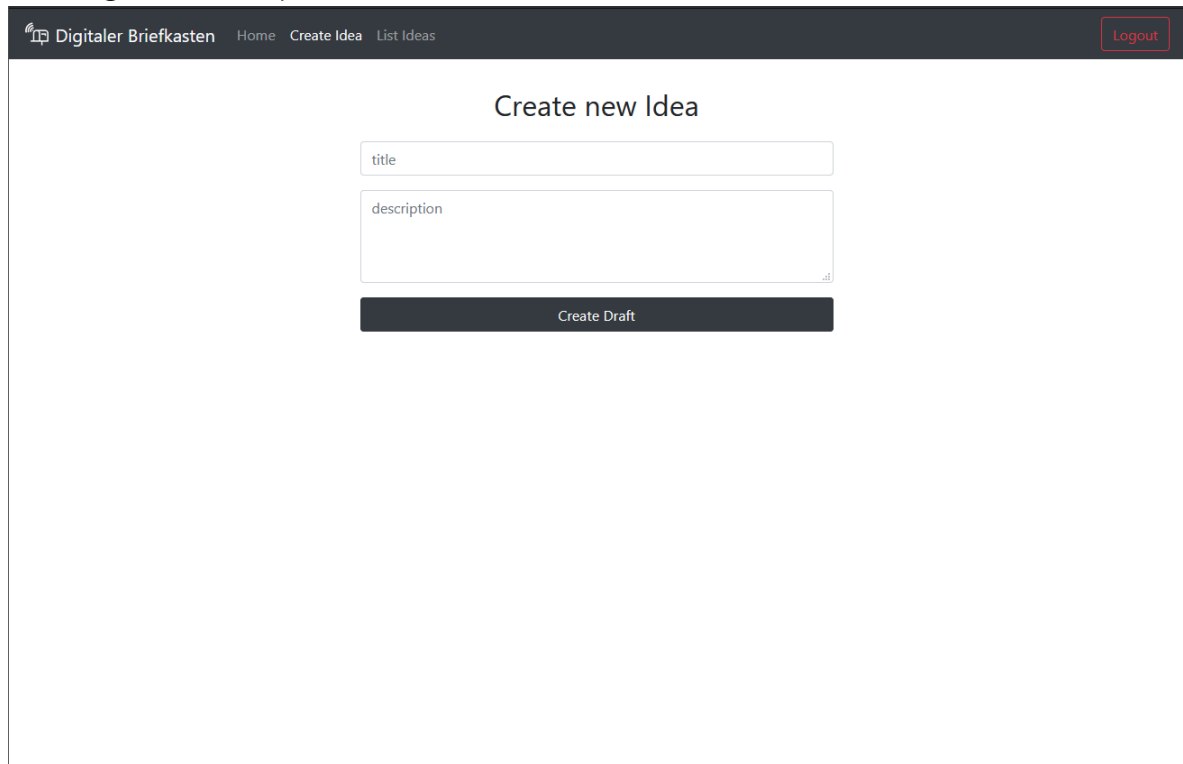 Digitaler Briefkasten Home Create Idea List Ideas Logout
Create new Idea
title
description
Create Draft